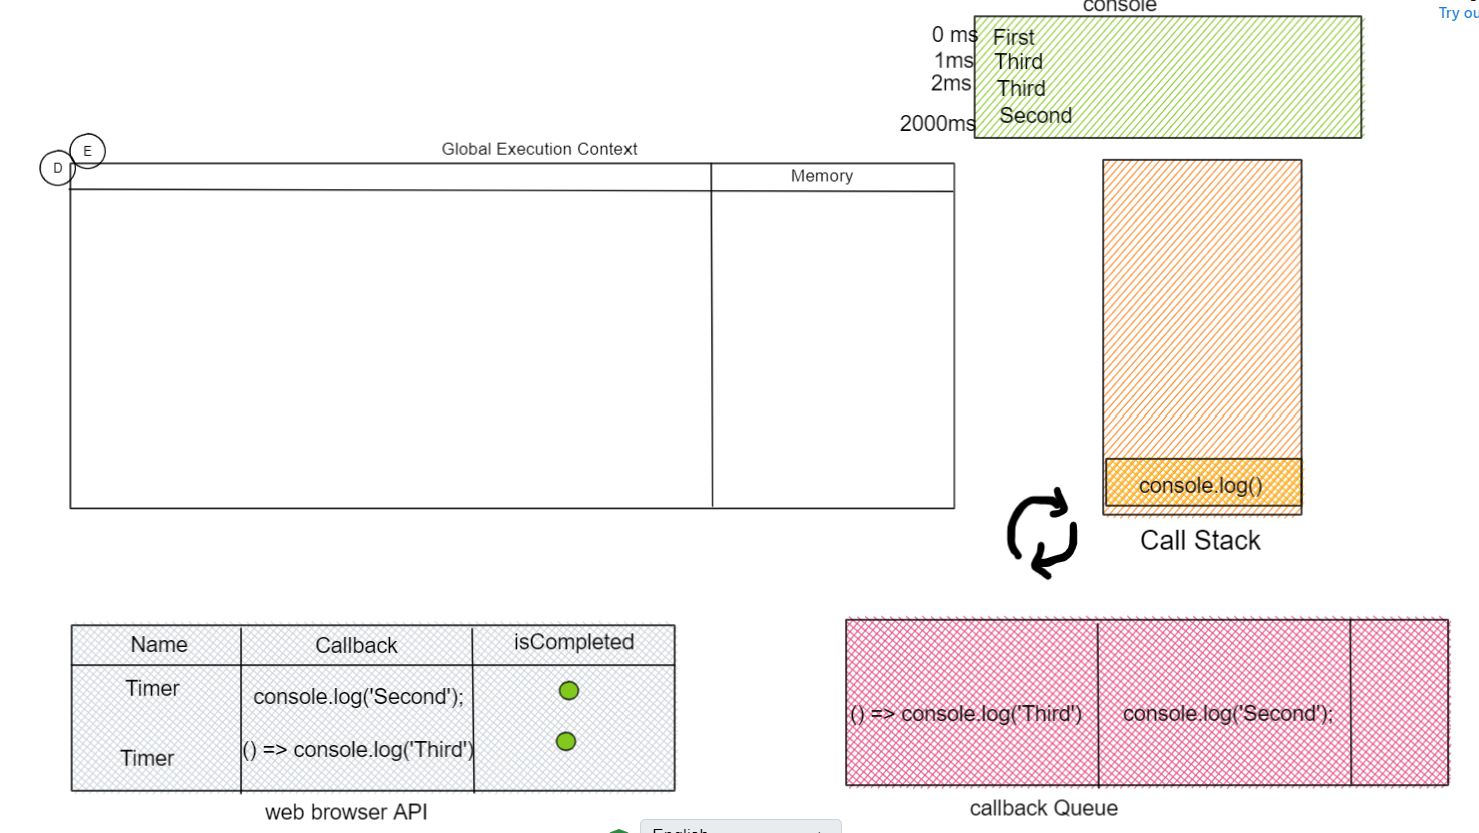 console
Try ou
0 ms First
1ms Third
2ms Third
2000ms Second
E
D
Global Execution Context
Memory
console.log()
Call Stack
Name Callback isCompleted
Timer console.log('Second');
Timer () => console.log('Third')
web browser API
() => console.log('Third') console.log('Second');
callback Queue
English